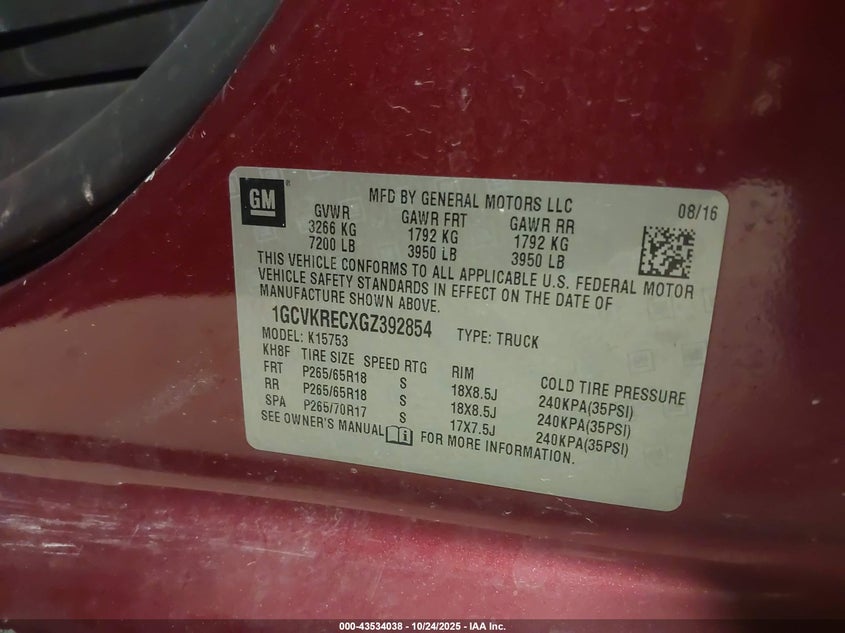 GM
MFD BY GENERAL MOTORS LLC
08/16
GVWR GAWR FRT GAWR RR
3266 KG 1792 KG 1792 KG
7200 LB 3950 LB 3950 LB
THIS VEHICLE CONFORMS TO ALL APPLICABLE U.S. FEDERAL MOTOR
VEHICLE SAFETY STANDARDS IN EFFECT ON THE DATE OF
MANUFACTURE SHOWN ABOVE.
1GCVKRECXGZ392854 TYPE: TRUCK
MODEL: K15753
KH8F TIRE SIZE SPEED RTG RIM COLD TIRE PRESSURE
FRT P265/65R18 S 18X8.5J 240KPA(35PSI)
RR P265/65R18 S 18X8.5J 240KPA(35PSI)
SPA P265/70R17 S 17X7.5J 240KPA(35PSI)
SEE OWNER'S MANUAL FOR MORE INFORMATION.
000-43534038 - 10/24/2025 - IAA Inc.